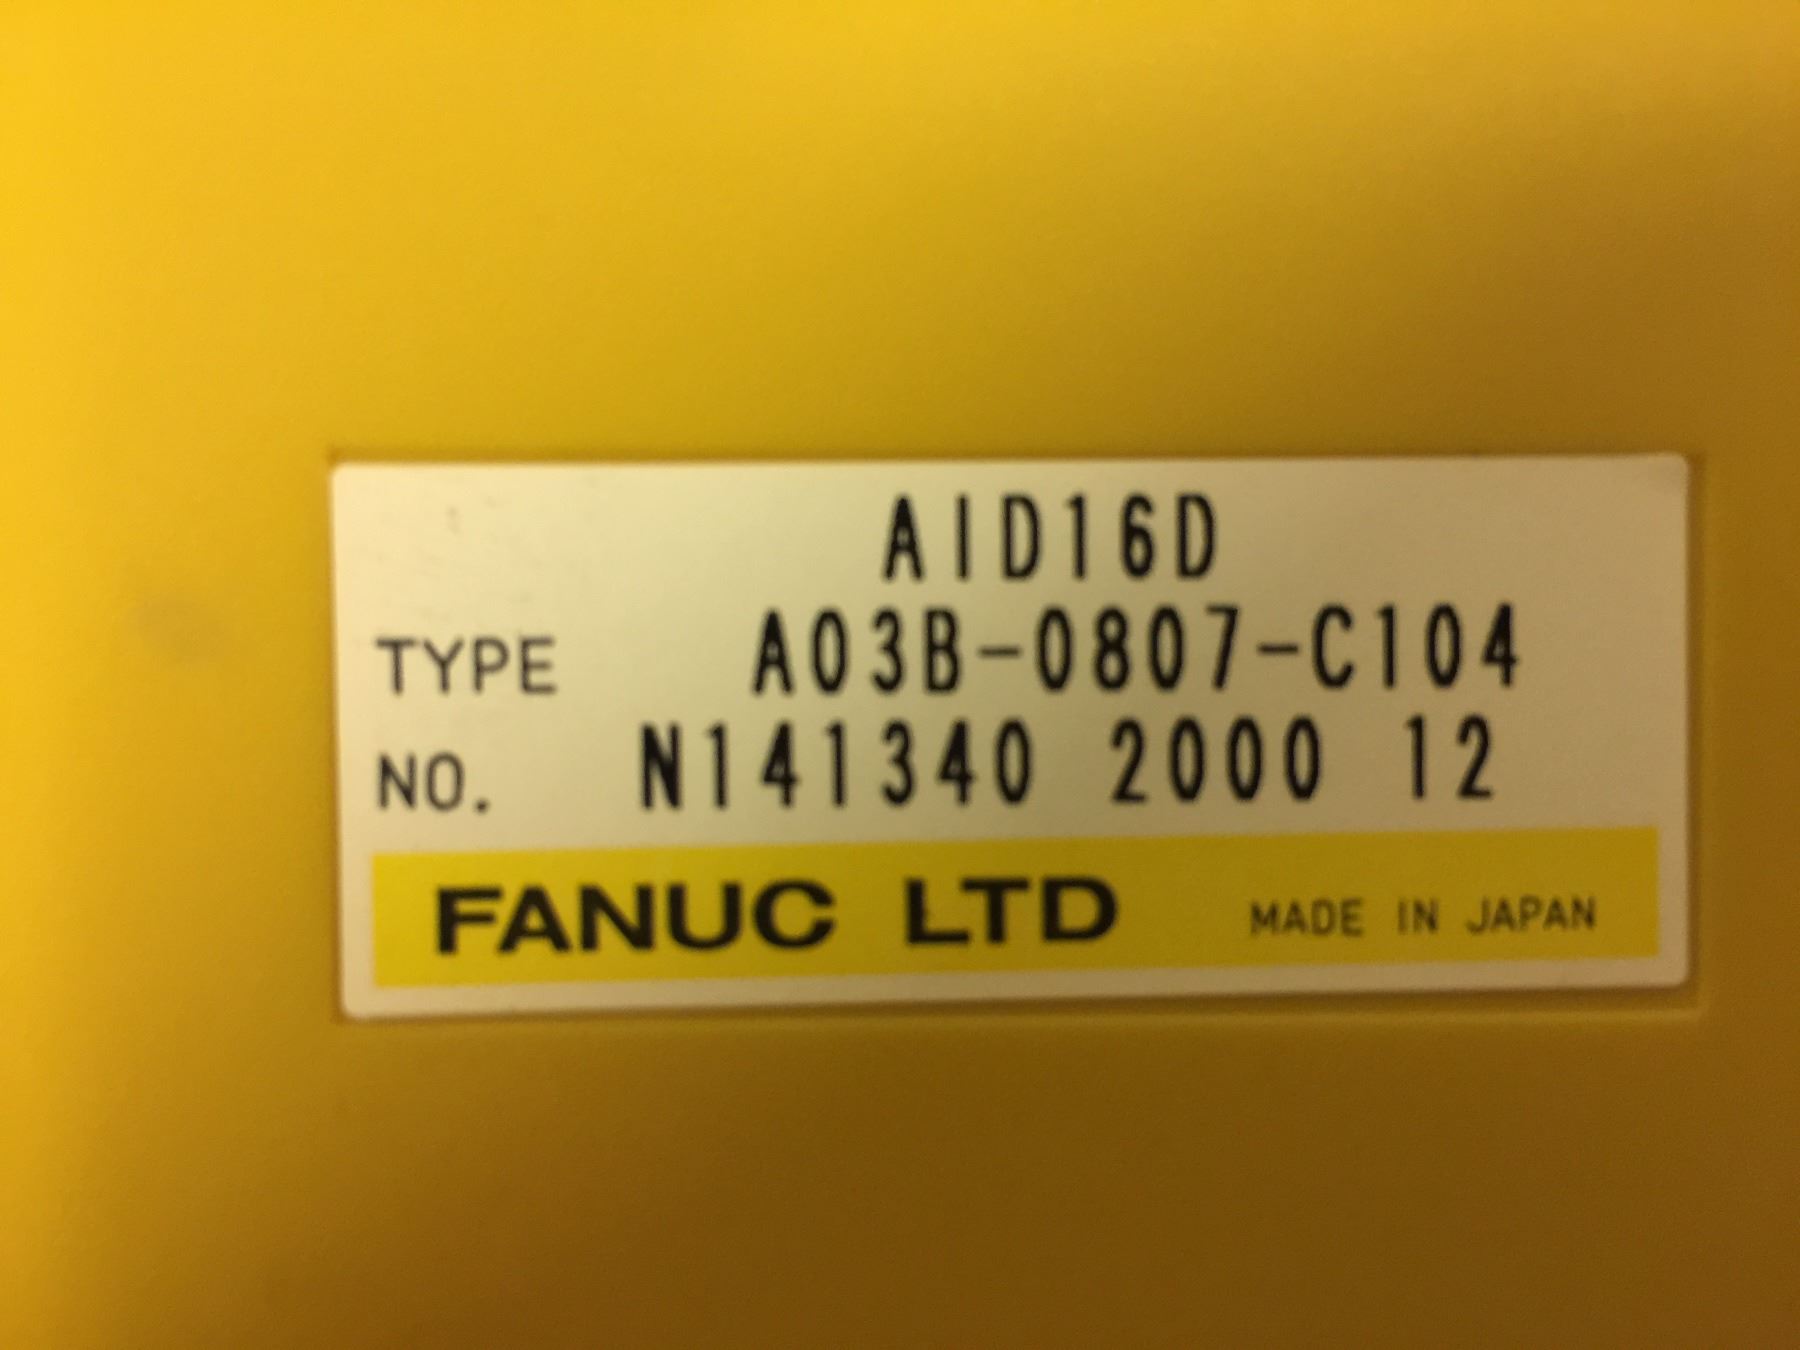 AID16D
TYPE A03B-0807-C104
NO. N141340 2000 12
FANUC LTD MADE IN JAPAN